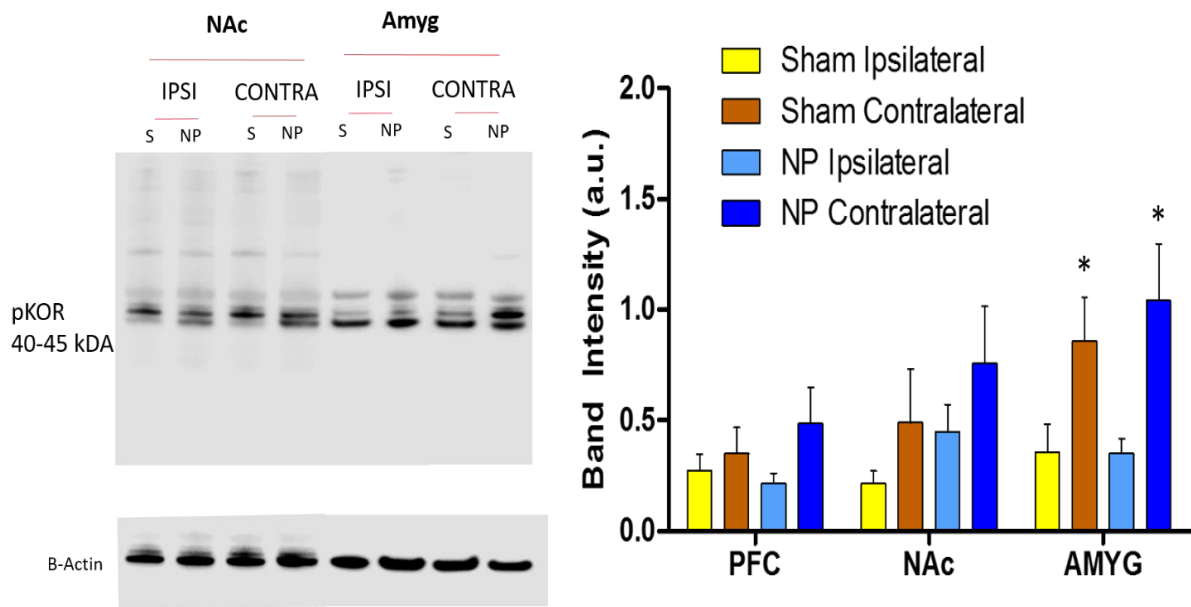 NAc Amyg
IPSI CONTRA IPSI CONTRA
S NP S NP S NP S NP
pKOR
40-45 kDA
B-Actin
Sham Ipsilateral
Sham Contralateral
NP Ipsilateral
NP Contralateral
Band Intensity (a.u.)
2.0
1.5
1.0
0.5
0.0
* *
PFC NAc AMYG